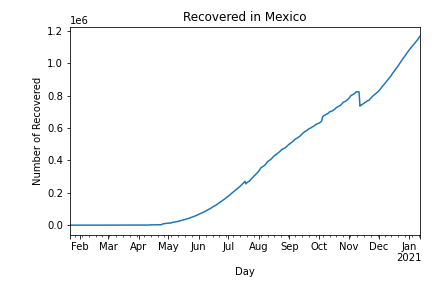 Recovered in Mexico
1e6
1.2
1.0
0.8
0.6
0.4
0.2
0.0
Number of Recovered
Feb Mar Apr May Jun Jul Aug Sep Oct Nov Dec Jan
2021
Day